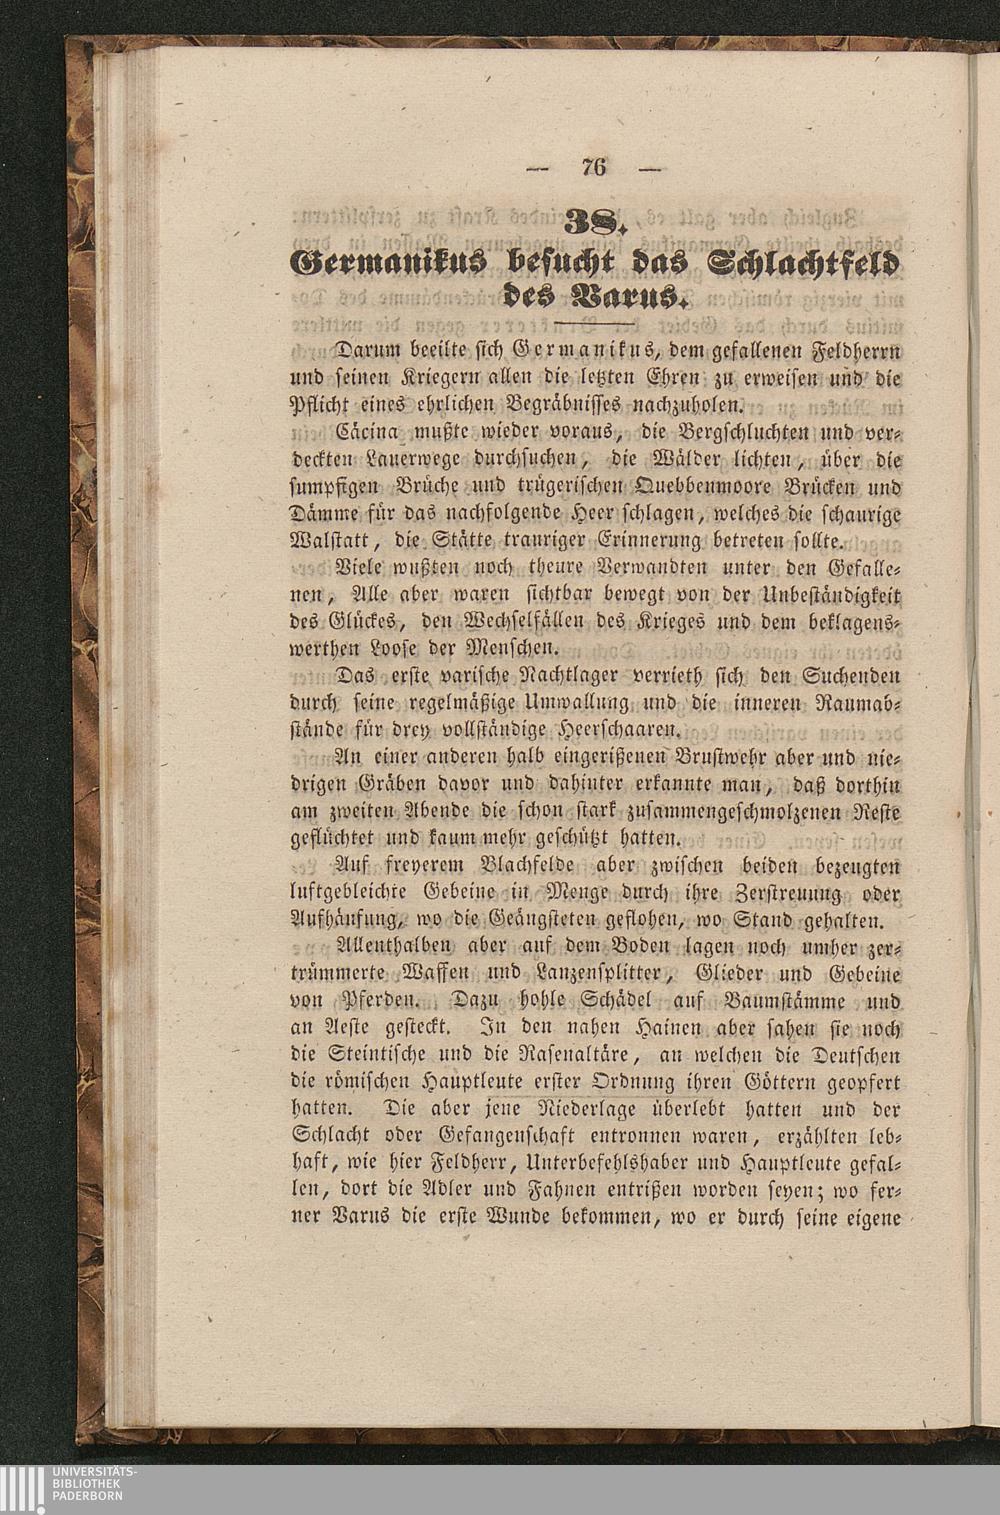 — 76 —
38.
Germanikus besucht das Schlachtfeld
des Varus.
Darum beeilte sich Germanikus, dem gefallenen Feldherrn
und seinen Kriegern allen die letzten Ehren zu erweisen und die
Pflicht eines ehrlichen Begräbnisses nachzuholen.
Cäcina mußte wieder voraus, die Bergschluchten und ver-
deckten Lauerwege durchsuchen, die Wälder lichten, über die
sumpfigen Brüche und trügerischen Quebbenmoore Brücken und
Dämme für das nachfolgende Heer schlagen, welches die schaurige
Walstatt, die Stätte trauriger Erinnerung betreten sollte.
Viele wußten noch theure Verwandten unter den Gefalle-
nen, Alle aber waren sichtbar bewegt von der Unbeständigkeit
des Glückes, den Wechselfällen des Krieges und dem beklagens-
werthen Loose der Menschen.
Das erste varische Nachtlager verrieth sich den Suchenden
durch seine regelmäßige Umwallung und die inneren Raumab-
stände für drey vollständige Heerschaaren.
An einer anderen halb eingerißenen Brustwehr aber und nie-
drigen Gräben davor und dahinter erkannte man, daß dorthin
am zweiten Abende die schon stark zusammengeschmolzenen Reste
geflüchtet und kaum mehr geschützt hatten.
Auf freyerem Blachfelde aber zwischen beiden bezeugten
luftgebleichte Gebeine in Menge durch ihre Zerstreuung oder
Aufhäufung, wo die Geängsteten geflohen, wo Stand gehalten.
Allenthalben aber auf dem Boden lagen noch umher zer-
trümmerte Waffen und Lanzensplitter, Glieder und Gebeine
von Pferden. Dazu hohle Schädel auf Baumstämme und
an Aeste gesteckt. In den nahen Hainen aber sahen sie noch
die Steintische und die Rasenaltäre, an welchen die Deutschen
die römischen Hauptleute erster Ordnung ihren Göttern geopfert
hatten. Die aber jene Niederlage überlebt hatten und der
Schlacht oder Gefangenschaft entronnen waren, erzählten leb-
haft, wie hier Feldherr, Unterbefehlshaber und Hauptleute gefal-
len, dort die Adler und Fahnen entrißen worden seyen; wo fer-
ner Varus die erste Wunde bekommen, wo er durch seine eigene
UNIVERSITÄTS-
BIBLIOTHEK
PADERBORN